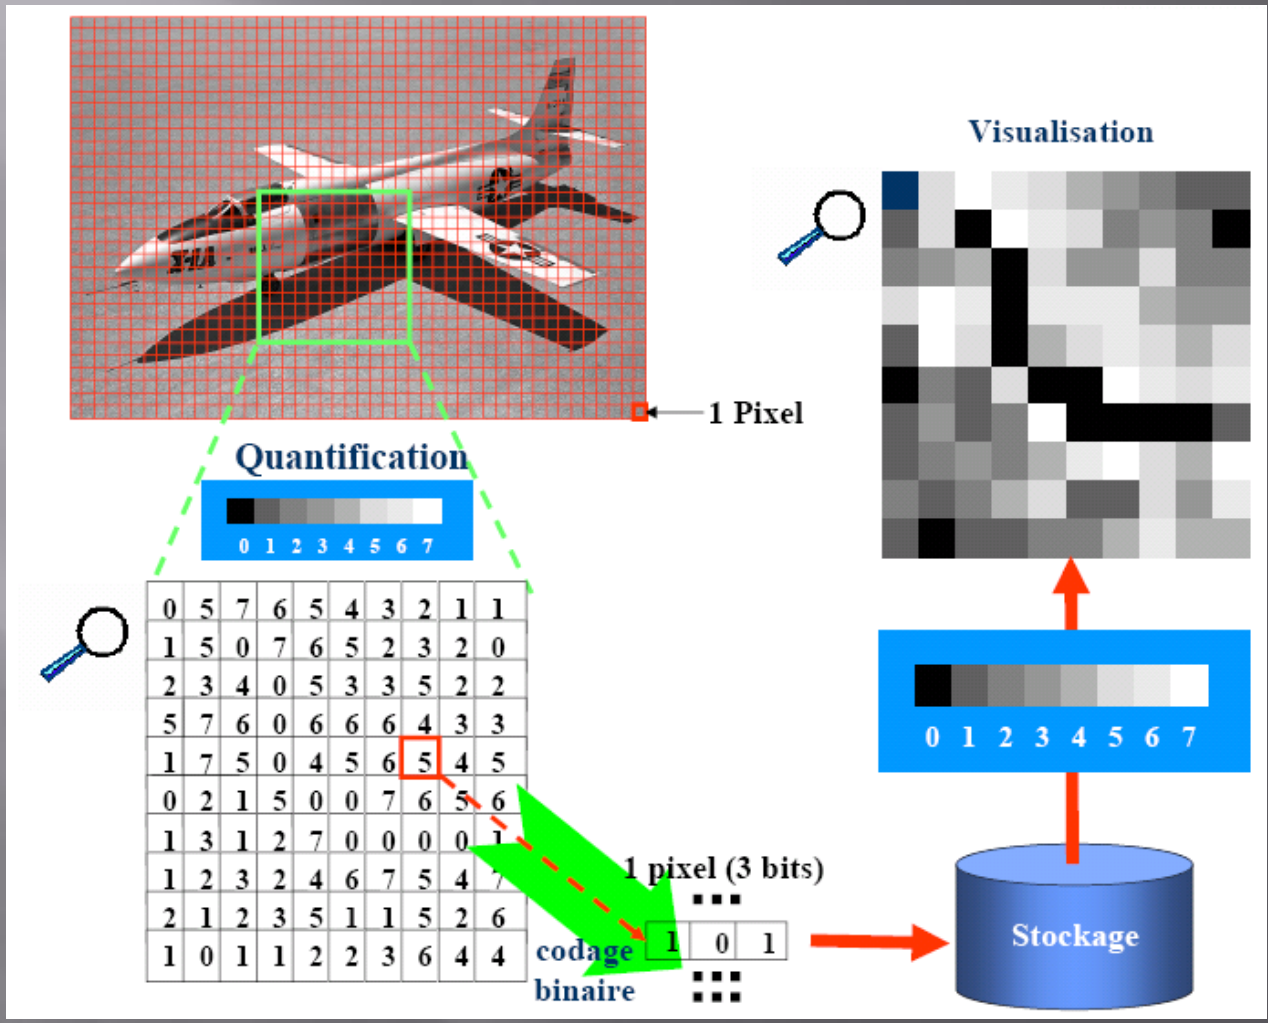 X-4A
1 Pixel
Quantification
0 1 2 3 4 5 6 7
0 5 7 6 5 4 3 2 1 1
1 5 0 7 6 5 2 3 2 0
2 3 4 0 5 3 3 5 2 2
5 7 6 0 6 6 6 4 3 3
1 7 5 0 4 5 6 5 4 5
0 2 1 5 0 0 7 6 5 6
1 3 1 2 7 0 0 0 0 1
1 2 3 2 4 6 7 5 4 7
2 1 2 3 5 1 1 5 2 6
1 0 1 1 2 2 3 6 4 4
1 pixel (3 bits)
1 0 1
codage
binaire
Stockage
0 1 2 3 4 5 6 7
Visualisation